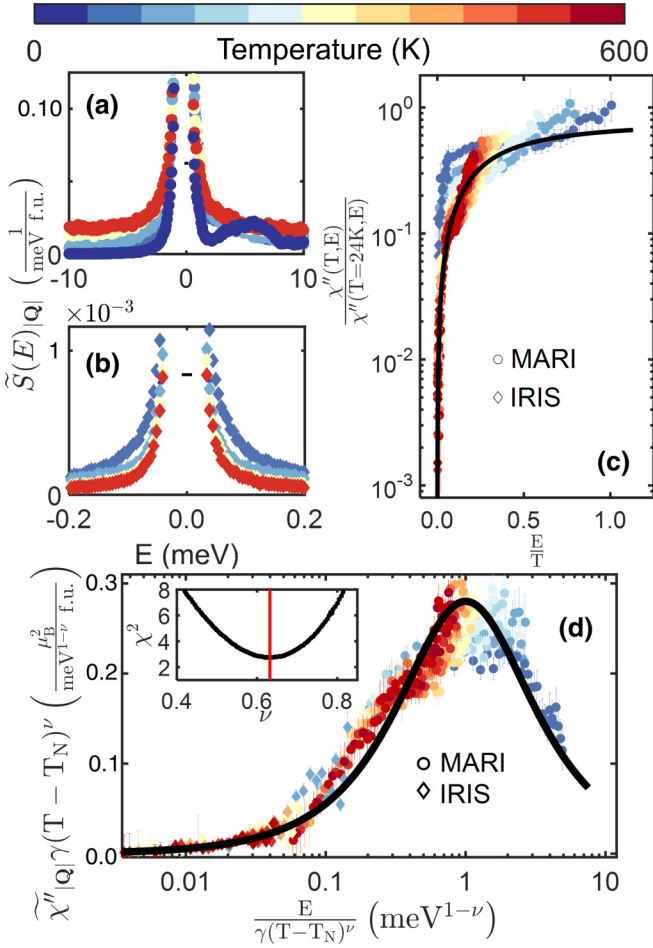 0 Temperature (K) 600
(a)
0.10
0
-10 0 10
S̃(E)|Q| (1/meV f.u.)
×10⁻³
(b)
1
0
-0.2 0.0 0.2
E (meV)
χ''(T,E)/χ''(T=24K,E)
10⁰
10⁻¹
10⁻²
10⁻³
MARI
IRIS
(c)
0.0 0.5 1.0
E/T
χ̃''|Q|γ(T − T_N)^ν (μ_B²/meV^{1−ν} f.u.)
0.3
0.2
0.1
0.0
χ²
8
6
4
2
0.4 0.6 0.8
ν
(d)
MARI
IRIS
0.01 0.1 1 10
E/γ(T−T_N)^ν (meV^{1−ν})